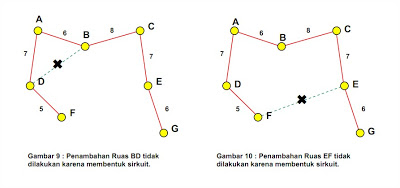 A
6
B
8
C
7
7
D
E
5
F
6
G
Gambar 9 : Penambahan Ruas BD tidak
dilakukan karena membentuk sirkuit.
A
6
B
8
C
7
7
D
E
5
F
6
G
Gambar 10 : Penambahan Ruas EF tidak
dilakukan karena membentuk sirkuit.